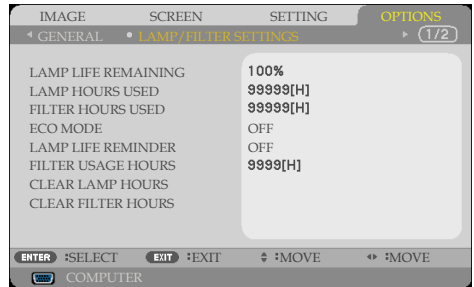 IMAGE SCREEN SETTING OPTIONS
GENERAL • LAMP/FILTER SETTINGS (1/2)
LAMP LIFE REMAINING 100%
LAMP HOURS USED 99999[H]
FILTER HOURS USED 99999[H]
ECO MODE OFF
LAMP LIFE REMINDER OFF
FILTER USAGE HOURS 9999[H]
CLEAR LAMP HOURS
CLEAR FILTER HOURS
ENTER :SELECT EXIT :EXIT :MOVE :MOVE
COMPUTER